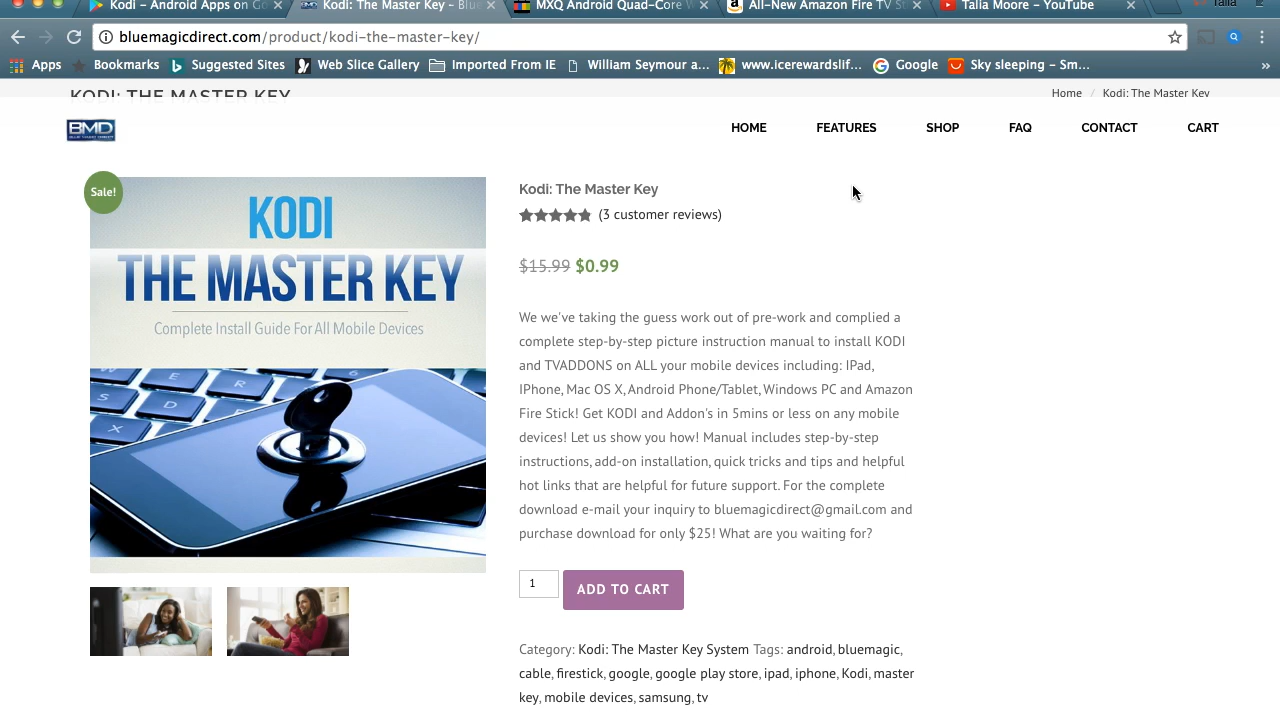 Kodi – Android Apps on Go
Kodi: The Master Key – Blue
MXQ Android Quad-Core W
All-New Amazon Fire TV S
Talia Moore – YouTube
Talia
bluemagicdirect.com/product/kodi-the-master-key/
Apps Bookmarks Suggested Sites Web Slice Gallery Imported From IE William Seymour a... www.icerewardslif... Google Sky sleeping – Sm... »
KODI: THE MASTER KEY
Home / Kodi: The Master Key
BMD
BLUE MAGIC DIRECT
HOME FEATURES SHOP FAQ CONTACT CART
Sale!
KODI
THE MASTER KEY
Complete Install Guide For All Mobile Devices
Kodi: The Master Key
(3 customer reviews)
$15.99 $0.99
We we've taking the guess work out of pre-work and complied a
complete step-by-step picture instruction manual to install KODI
and TVADDONS on ALL your mobile devices including: IPad,
IPhone, Mac OS X, Android Phone/Tablet, Windows PC and Amazon
Fire Stick! Get KODI and Addon's in 5mins or less on any mobile
devices! Let us show you how! Manual includes step-by-step
instructions, add-on installation, quick tricks and tips and helpful
hot links that are helpful for future support. For the complete
download e-mail your inquiry to bluemagicdirect@gmail.com and
purchase download for only $25! What are you waiting for?
1 ADD TO CART
Category: Kodi: The Master Key System Tags: android, bluemagic,
cable, firestick, google, google play store, ipad, iphone, Kodi, master
key, mobile devices, samsung, tv